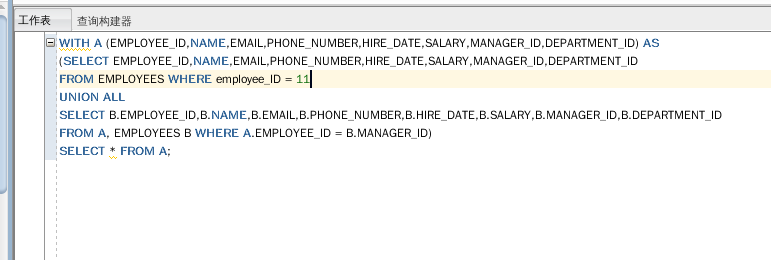 工作表 查询构建器
WITH A (EMPLOYEE_ID,NAME,EMAIL,PHONE_NUMBER,HIRE_DATE,SALARY,MANAGER_ID,DEPARTMENT_ID) AS
(SELECT EMPLOYEE_ID,NAME,EMAIL,PHONE_NUMBER,HIRE_DATE,SALARY,MANAGER_ID,DEPARTMENT_ID
FROM EMPLOYEES WHERE employee_ID = 11
UNION ALL
SELECT B.EMPLOYEE_ID,B.NAME,B.EMAIL,B.PHONE_NUMBER,B.HIRE_DATE,B.SALARY,B.MANAGER_ID,B.DEPARTMENT_ID
FROM A, EMPLOYEES B WHERE A.EMPLOYEE_ID = B.MANAGER_ID)
SELECT * FROM A;